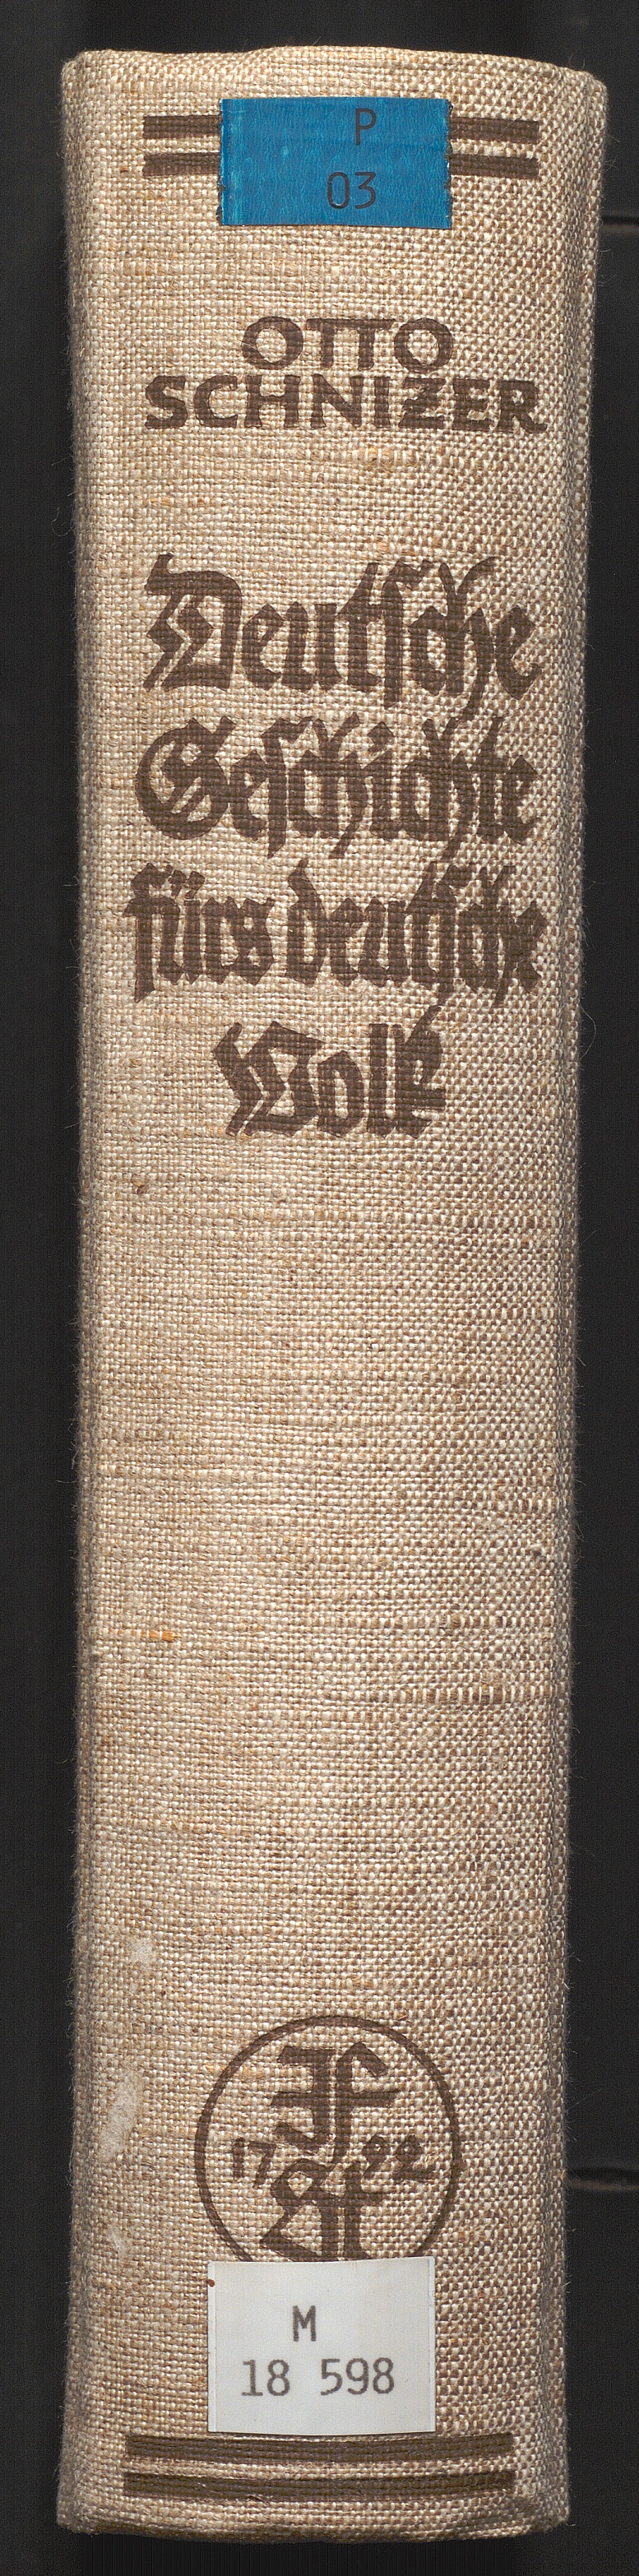 P
03
OTTO
SCHNIZER
Deutsche
Geschichte
fürs deutsche
Volk
17 22
M
18 598